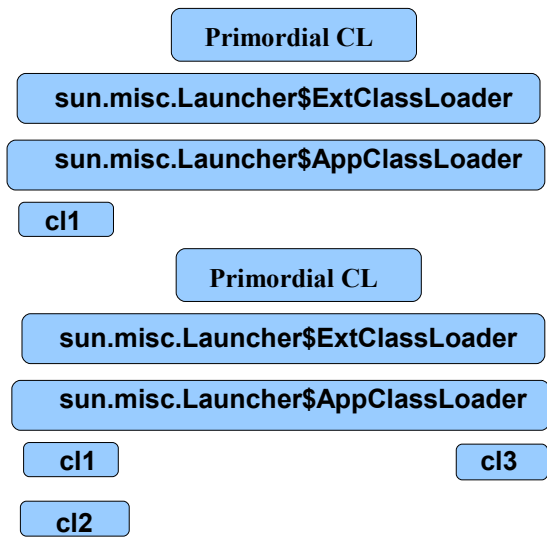 Primordial CL
sun.misc.Launcher$ExtClassLoader
sun.misc.Launcher$AppClassLoader
cl1
Primordial CL
sun.misc.Launcher$ExtClassLoader
sun.misc.Launcher$AppClassLoader
cl1 cl3
cl2